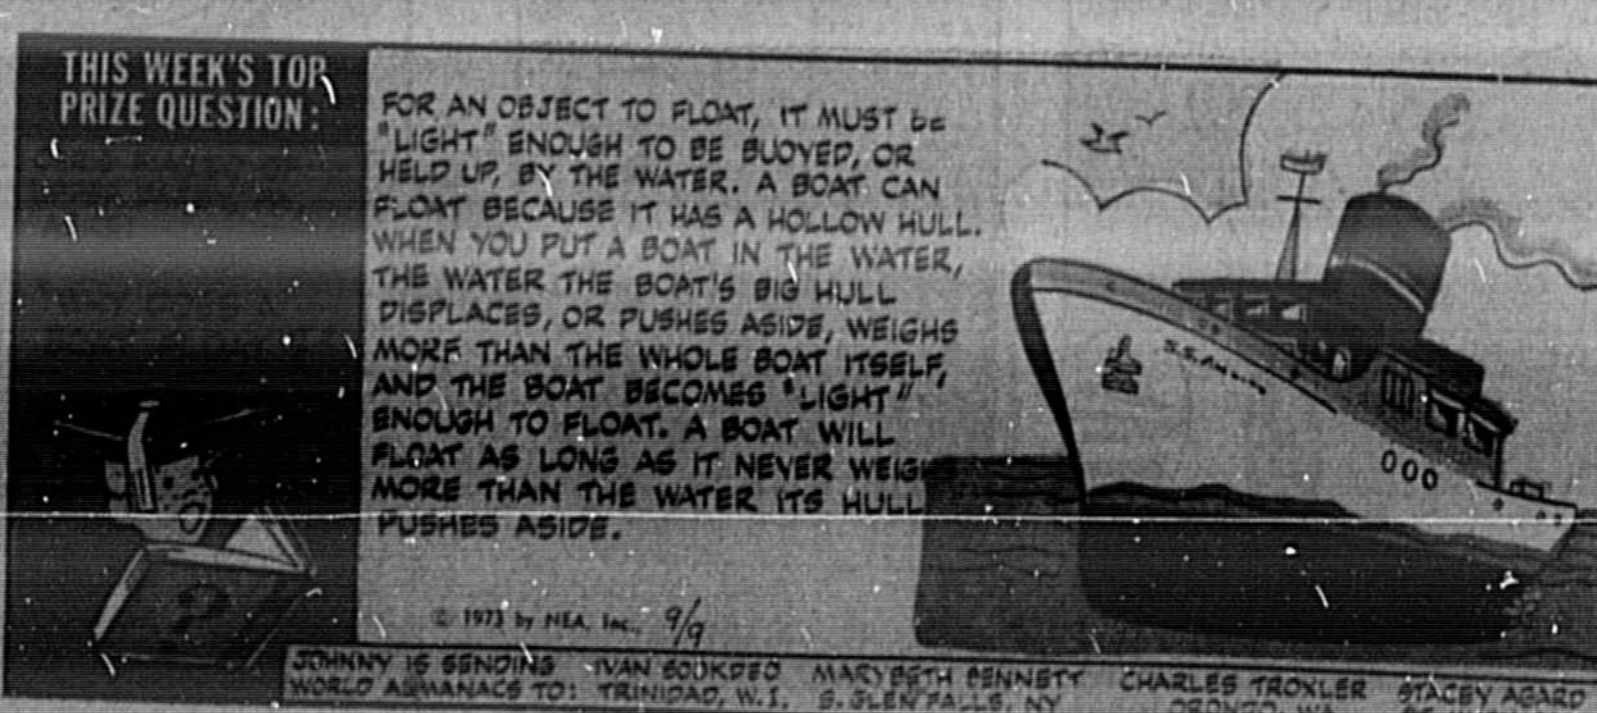 THIS WEEK'S TOP
PRIZE QUESTION:
FOR AN OBJECT TO FLOAT, IT MUST BE
"LIGHT" ENOUGH TO BE BUOYED, OR
HELD UP, BY THE WATER. A BOAT CAN
FLOAT BECAUSE IT HAS A HOLLOW HULL.
WHEN YOU PUT A BOAT IN THE WATER,
THE WATER THE BOAT'S BIG HULL
DISPLACES, OR PUSHES ASIDE, WEIGHS
MORE THAN THE WHOLE BOAT ITSELF,
AND THE BOAT BECOMES "LIGHT"
ENOUGH TO FLOAT. A BOAT WILL
FLOAT AS LONG AS IT NEVER WEIGHS
MORE THAN THE WATER ITS HULL
PUSHES ASIDE.
© 1973 by NEA, Inc., 9/9
S.S.
JOHNNY IS SENDING
WORLD ALMANACS TO:
IVAN SOOKDEO
TRINIDAD, W.I.
MARYBETH BENNETT
S. GLEN FALLS, NY
CHARLES TROXLER
STACEY AGARD